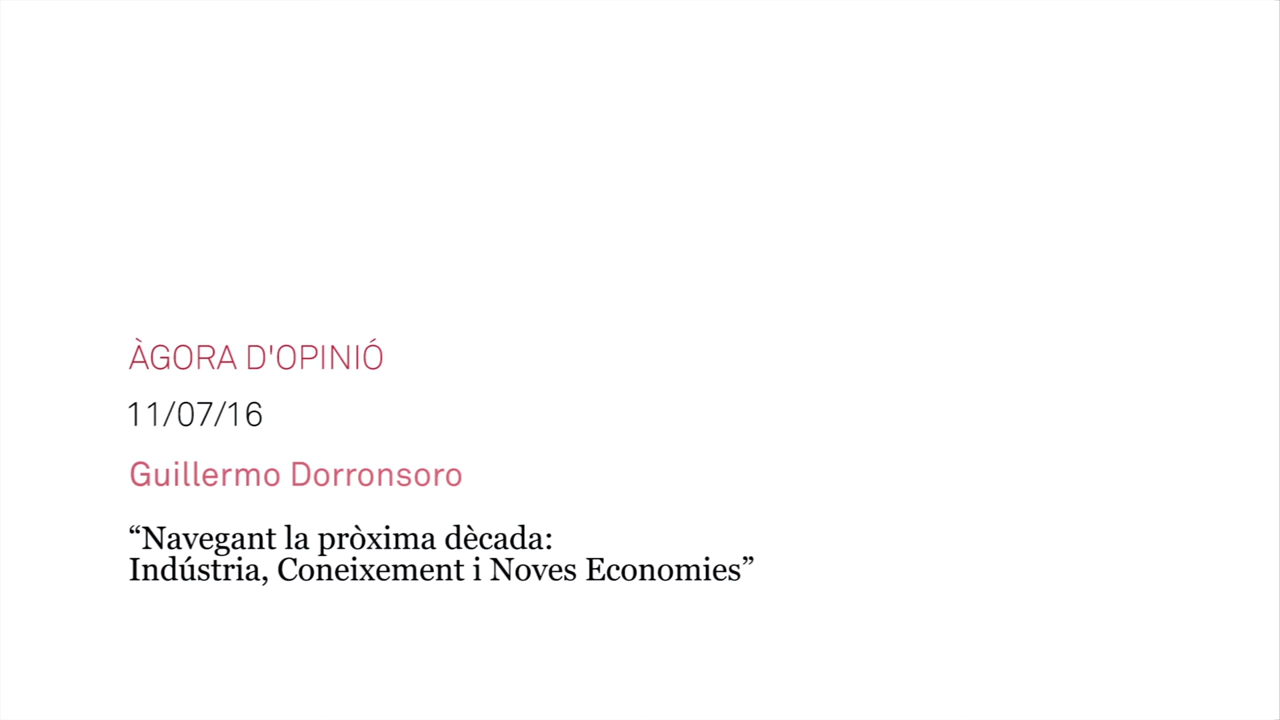 ÀGORA D'OPINIÓ
11/07/16
Guillermo Dorronsoro
“Navegant la pròxima dècada:
Indústria, Coneixement i Noves Economies”